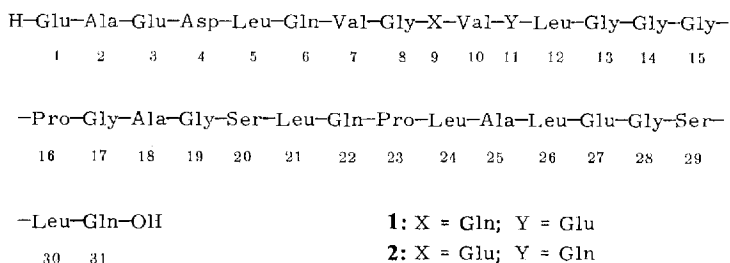 H-Glu-Ala-Glu-Asp-Leu-Gln-Val-Gly-X-Val-Y-Leu-Gly-Gly-Gly-
1 2 3 4 5 6 7 8 9 10 11 12 13 14 15
-Pro-Gly-Ala-Gly-Ser-Leu-Gln-Pro-Leu-Ala-Leu-Glu-Gly-Ser-
16 17 18 19 20 21 22 23 24 25 26 27 28 29
-Leu-Gln-OH
30 31
1: X = Gln; Y = Glu
2: X = Glu; Y = Gln